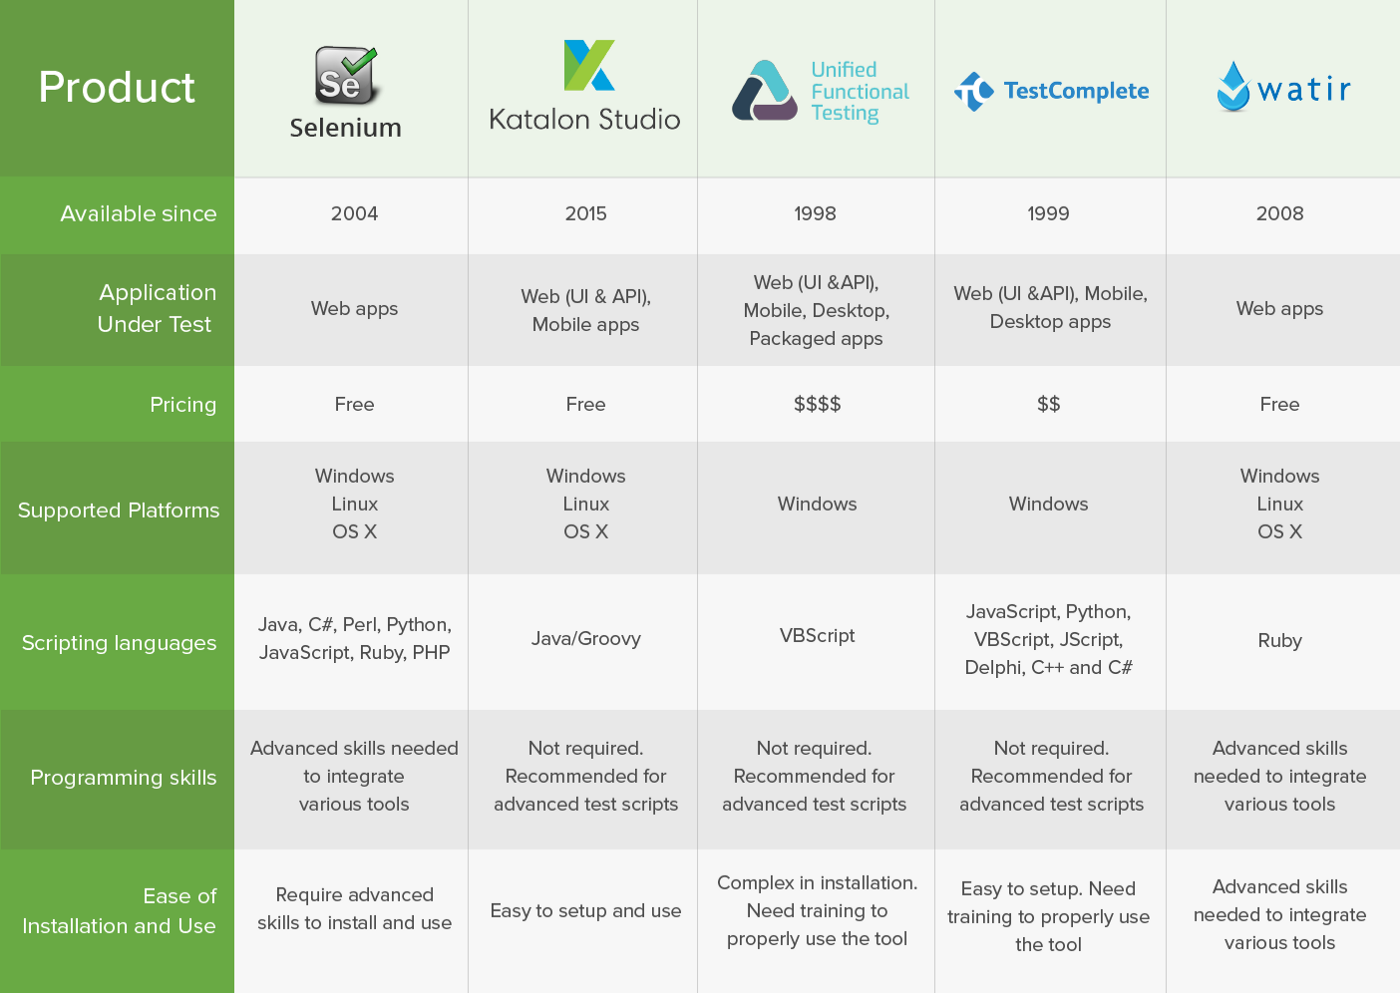 Product
Se
Selenium
Katalon Studio
Unified
Functional
Testing
TestComplete
watir
Available since
2004
2015
1998
1999
2008
Application
Under Test
Web apps
Web (UI & API),
Mobile apps
Web (UI &API),
Mobile, Desktop,
Packaged apps
Web (UI &API), Mobile,
Desktop apps
Web apps
Pricing
Free
Free
$$$$
$$
Free
Supported Platforms
Windows
Linux
OS X
Windows
Linux
OS X
Windows
Windows
Windows
Linux
OS X
Scripting languages
Java, C#, Perl, Python,
JavaScript, Ruby, PHP
Java/Groovy
VBScript
JavaScript, Python,
VBScript, JScript,
Delphi, C++ and C#
Ruby
Programming skills
Advanced skills needed
to integrate
various tools
Not required.
Recommended for
advanced test scripts
Not required.
Recommended for
advanced test scripts
Not required.
Recommended for
advanced test scripts
Advanced skills
needed to integrate
various tools
Ease of
Installation and Use
Require advanced
skills to install and use
Easy to setup and use
Complex in installation.
Need training to
properly use the tool
Easy to setup. Need
training to properly use
the tool
Advanced skills
needed to integrate
various tools